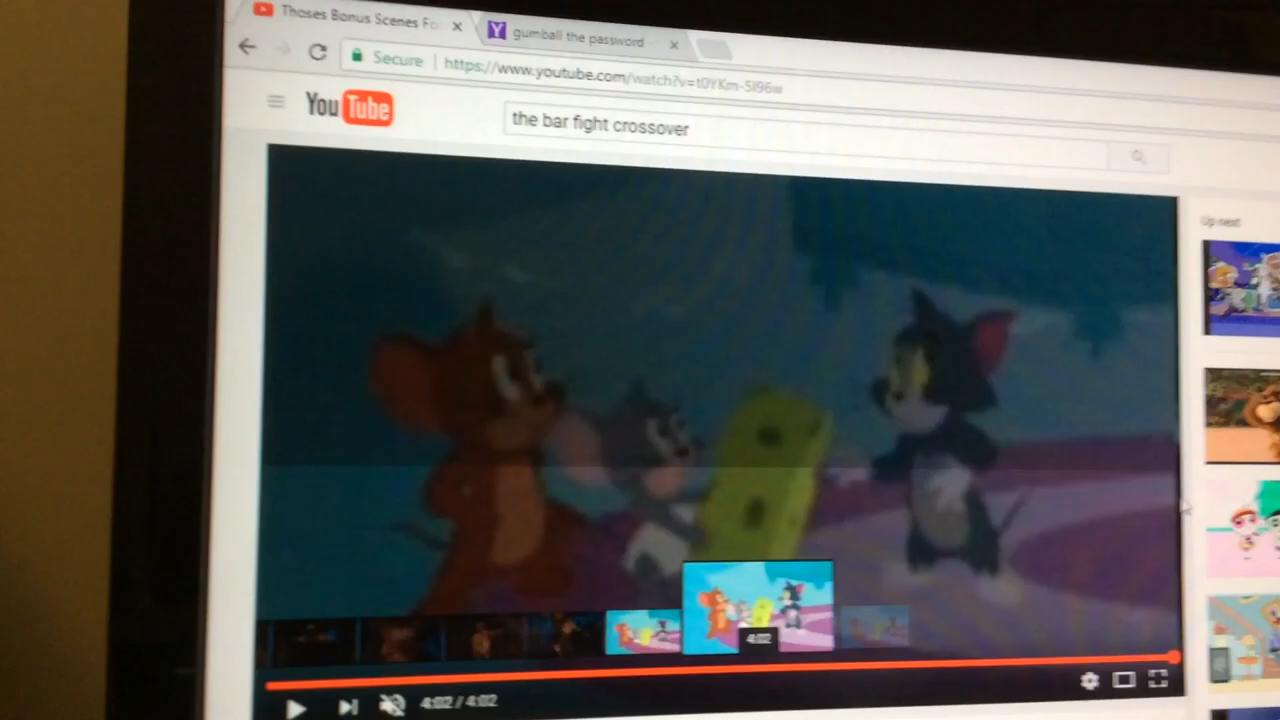 Thoses Bonus Scenes Fo
gumball the password
Secure | https://www.youtube.com/watch?v=t0YKm-5I96w
YouTube
the bar fight crossover
Up next
4:02
4:02 / 4:02